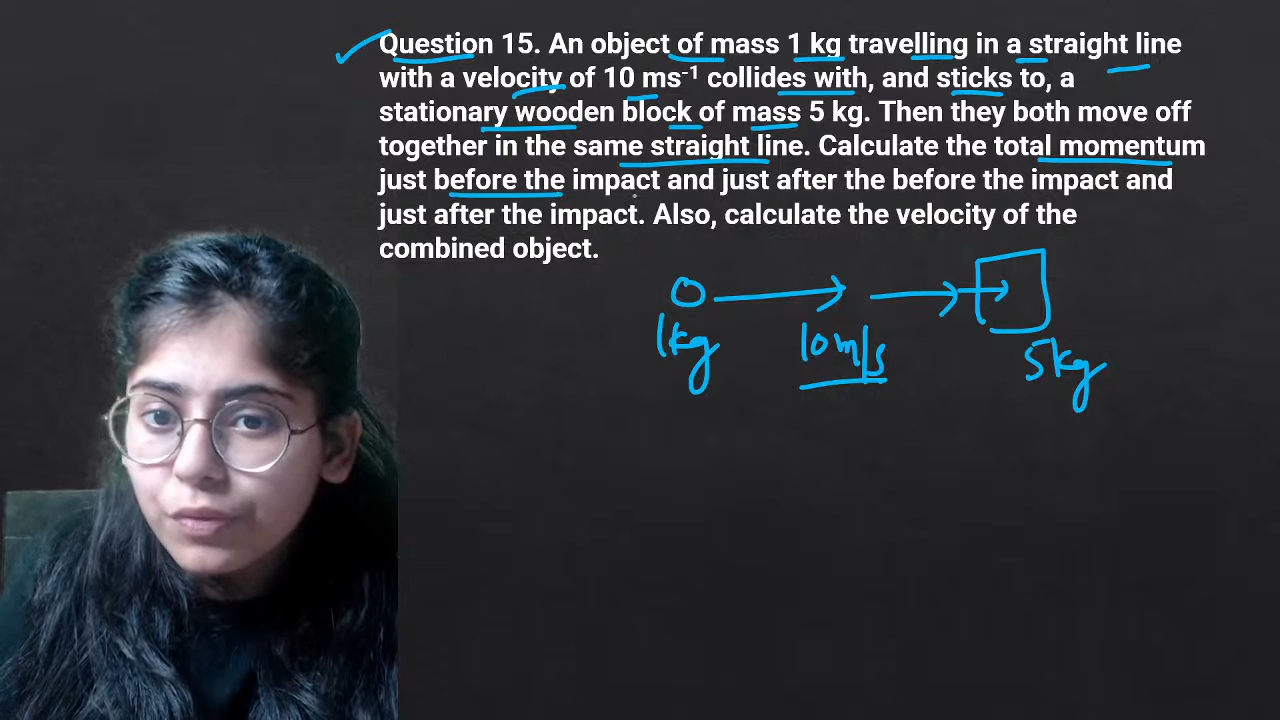 Question 15. An object of mass 1 kg travelling in a straight line
with a velocity of 10 ms⁻¹ collides with, and sticks to, a
stationary wooden block of mass 5 kg. Then they both move off
together in the same straight line. Calculate the total momentum
just before the impact and just after the before the impact and
just after the impact. Also, calculate the velocity of the
combined object.
1kg 10m/s 5kg